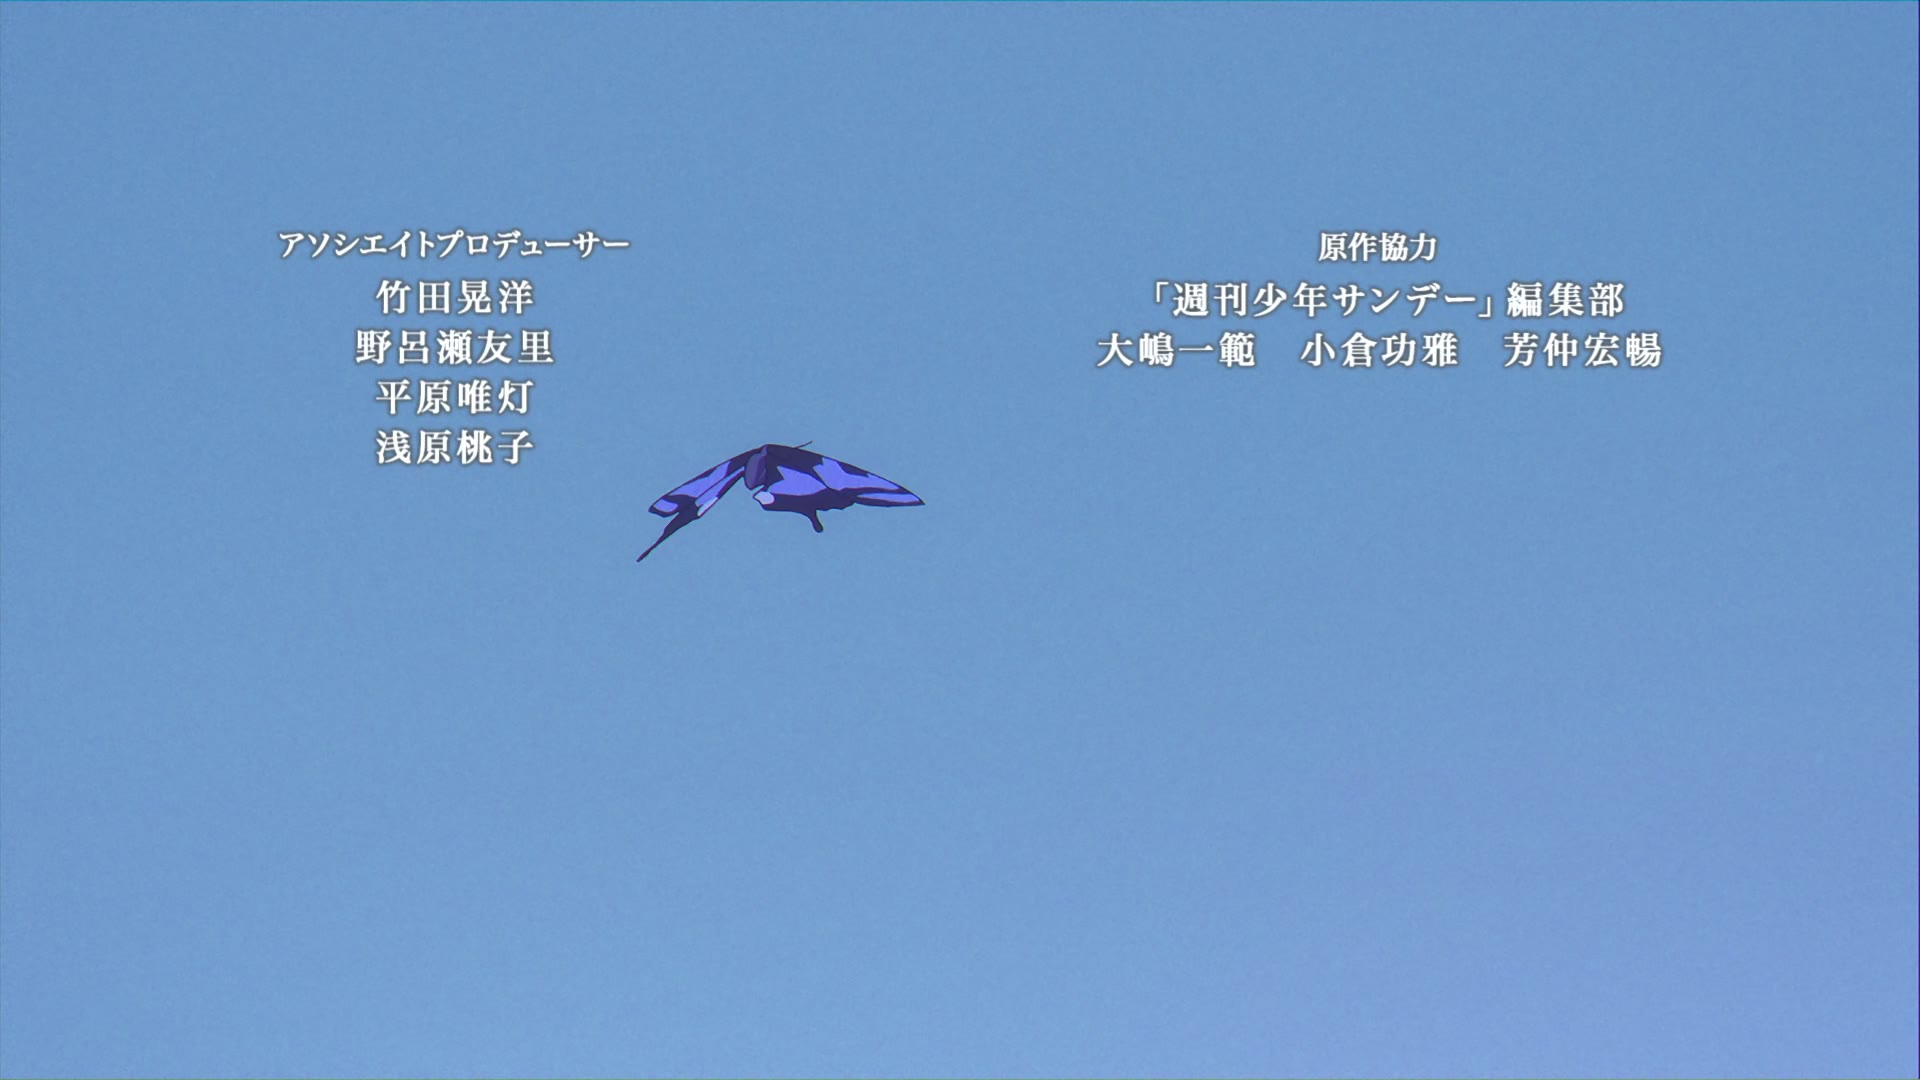 アソシエイトプロデューサー
竹田晃洋
野呂瀬友里
平原唯灯
浅原桃子
原作協力
「週刊少年サンデー」編集部
大嶋一範　小倉功雅　芳仲宏暢